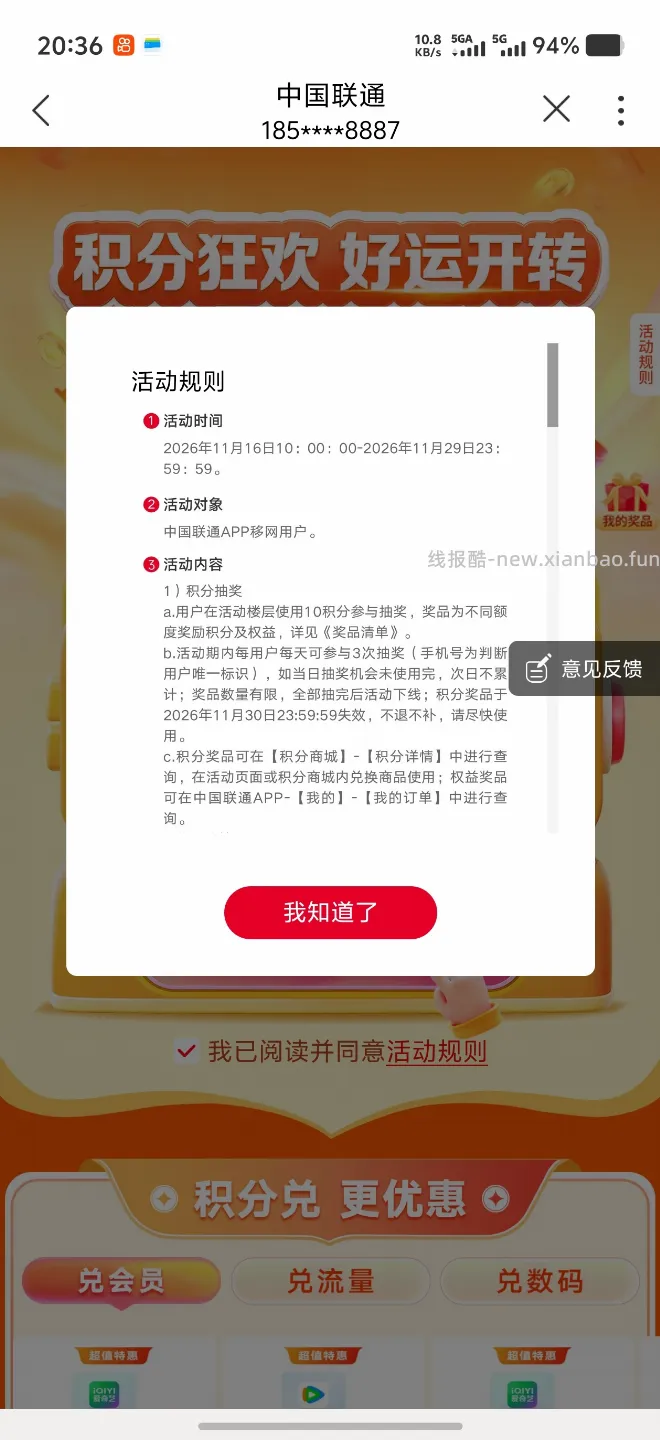 20:36
10.8
KB/s
5GA
5G
94%
中国联通
185****8887
积分狂欢 好运开转
活动规则
活动规则
1 活动时间
2026年11月16日10：00：00-2026年11月29日23：
59：59。
2 活动对象
中国联通APP移网用户。
我的奖品
3 活动内容
线报酷-new.xianbao.fun
1）积分抽奖
a.用户在活动楼层使用10积分参与抽奖，奖品为不同额
度奖励积分及权益，详见《奖品清单》。
b.活动期内每用户每天可参与3次抽奖（手机号为判断
用户唯一标识），如当日抽奖机会未使用完，次日不累
计；奖品数量有限，全部抽完后活动下线；积分奖品于
2026年11月30日23:59:59失效，不退不补，请尽快使
用。
意见反馈
c.积分奖品可在【积分商城】-【积分详情】中进行查
询，在活动页面或积分商城内兑换商品使用；权益奖品
可在中国联通APP-【我的】-【我的订单】中进行查
询。
我知道了
我已阅读并同意活动规则
积分兑 更优惠
兑会员
兑流量
兑数码
超值特惠
超值特惠
超值特惠
iQIYI
爱奇艺
iQIYI
爱奇艺